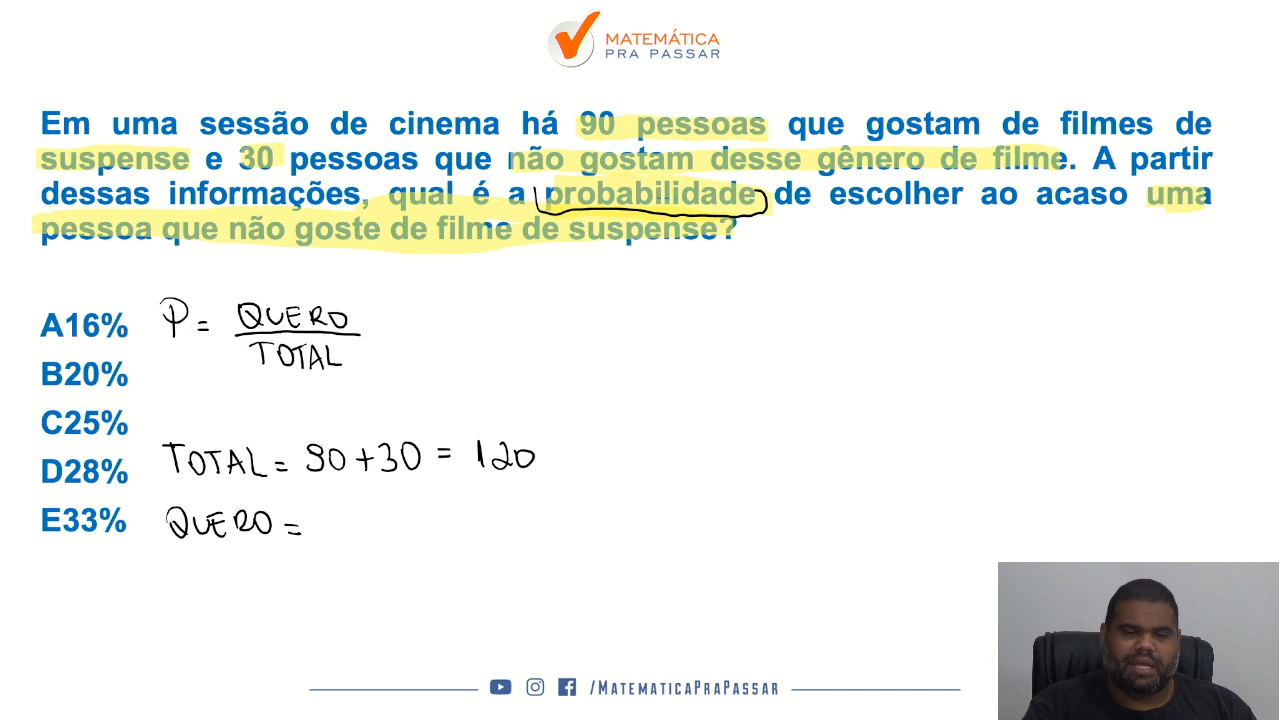 MATEMÁTICA
PRA PASSAR
Em uma sessão de cinema há 90 pessoas que gostam de filmes de
suspense e 30 pessoas que não gostam desse gênero de filme. A partir
dessas informações, qual é a probabilidade de escolher ao acaso uma
pessoa que não goste de filme de suspense?
A16%
B20%
C25%
D28%
E33%
P = QUERO
TOTAL
TOTAL = 90+30 = 120
QUERO =
/MATEMATICAPRAPASSAR